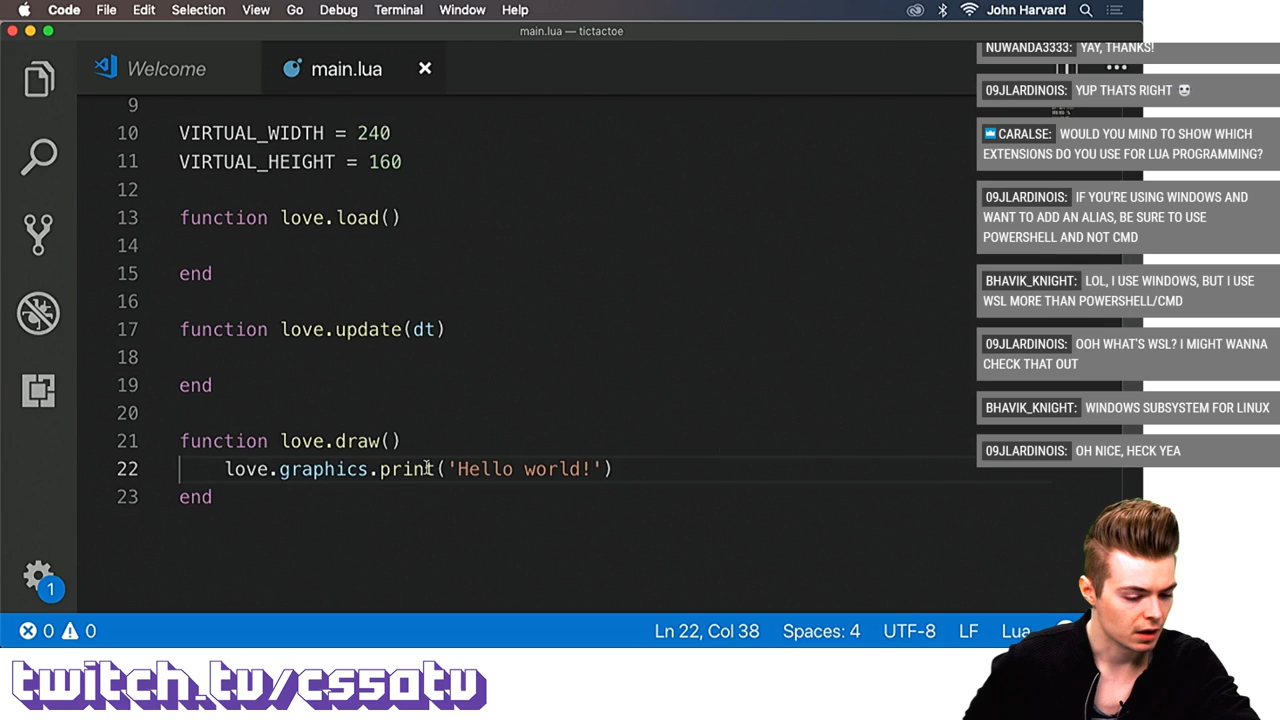 Code File Edit Selection View Go Debug Terminal Window Help John Harvard
main.lua — tictactoe
Welcome main.lua
9
10 VIRTUAL_WIDTH = 240
11 VIRTUAL_HEIGHT = 160
12
13 function love.load()
14
15 end
16
17 function love.update(dt)
18
19 end
20
21 function love.draw()
22 love.graphics.print('Hello world!')
23 end
1
0 0 Ln 22, Col 38 Spaces: 4 UTF-8 LF Lua
NUWANDA3333: YAY, THANKS!
09JLARDINOIS: YUP THATS RIGHT
CARALSE: WOULD YOU MIND TO SHOW WHICH
EXTENSIONS DO YOU USE FOR LUA PROGRAMMING?
09JLARDINOIS: IF YOU'RE USING WINDOWS AND
WANT TO ADD AN ALIAS, BE SURE TO USE
POWERSHELL AND NOT CMD
BHAVIK_KNIGHT: LOL, I USE WINDOWS, BUT I USE
WSL MORE THAN POWERSHELL/CMD
09JLARDINOIS: OOH WHAT'S WSL? I MIGHT WANNA
CHECK THAT OUT
BHAVIK_KNIGHT: WINDOWS SUBSYSTEM FOR LINUX
09JLARDINOIS: OH NICE, HECK YEA
twitch.tv/cs50tv